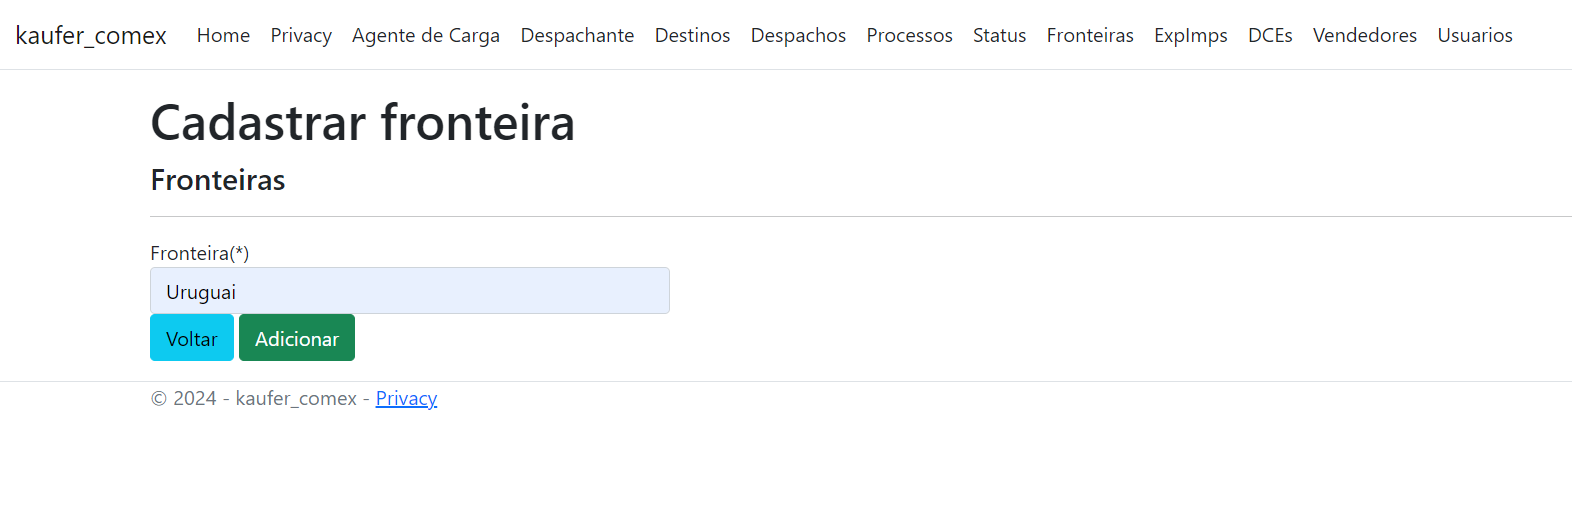 kaufer_comex Home Privacy Agente de Carga Despachante Destinos Despachos Processos Status Fronteiras ExpImps DCEs Vendedores Usuarios
Cadastrar fronteira
Fronteiras
Fronteira(*)
Uruguai
Voltar Adicionar
© 2024 - kaufer_comex - Privacy